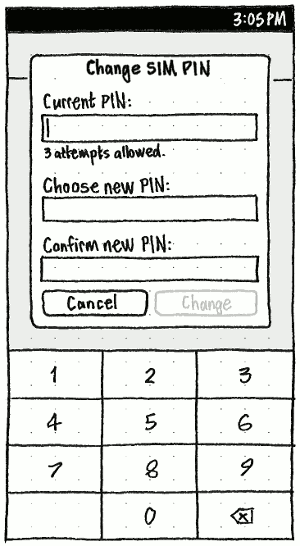 3:05 PM
Change SIM PIN
Current PIN:
3 attempts allowed.
Choose new PIN:
Confirm new PIN:
Cancel Change
1 2 3
4 5 6
7 8 9
0